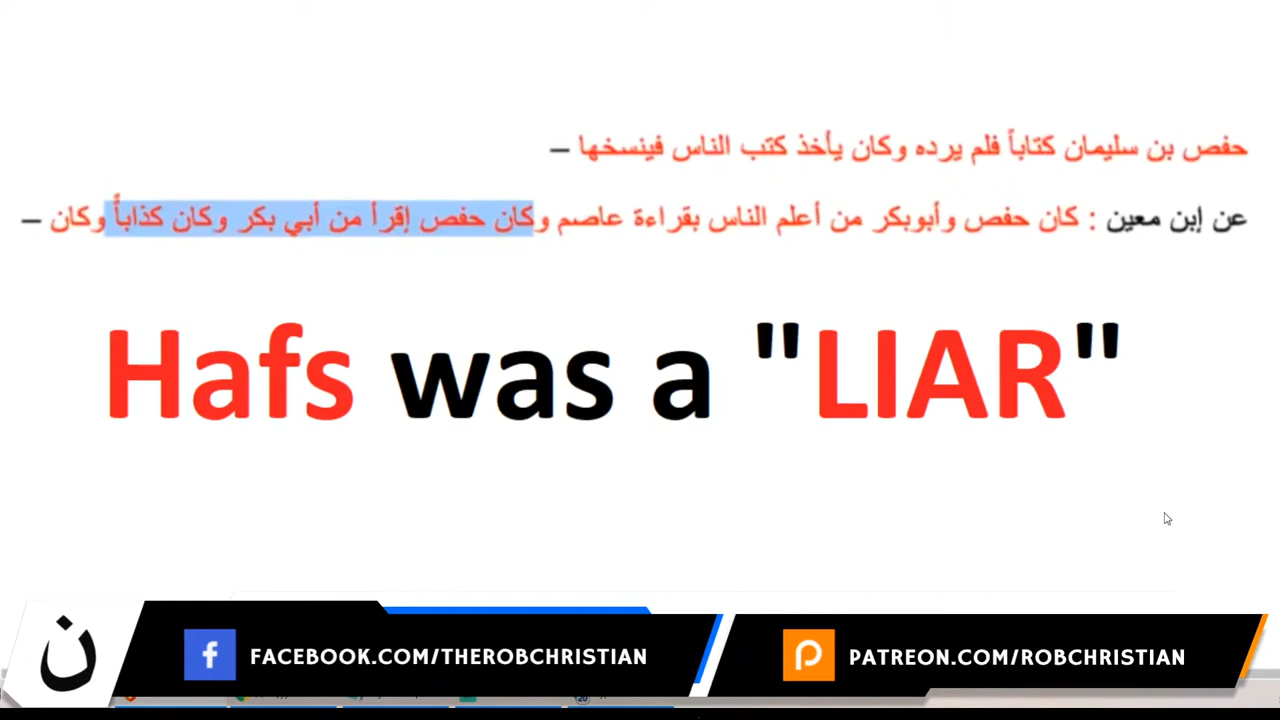 حفص بن سليمان كتاباً فلم يرده وكان يأخذ كتب الناس فينسخها –
عن إبن معين : كان حفص وأبوبكر من أعلم الناس بقراءة عاصم وكان حفص إقرأ من أبي بكر وكان كذاباً وكان –
Hafs was a "LIAR"
ن
FACEBOOK.COM/THEROBCHRISTIAN
PATREON.COM/ROBCHRISTIAN